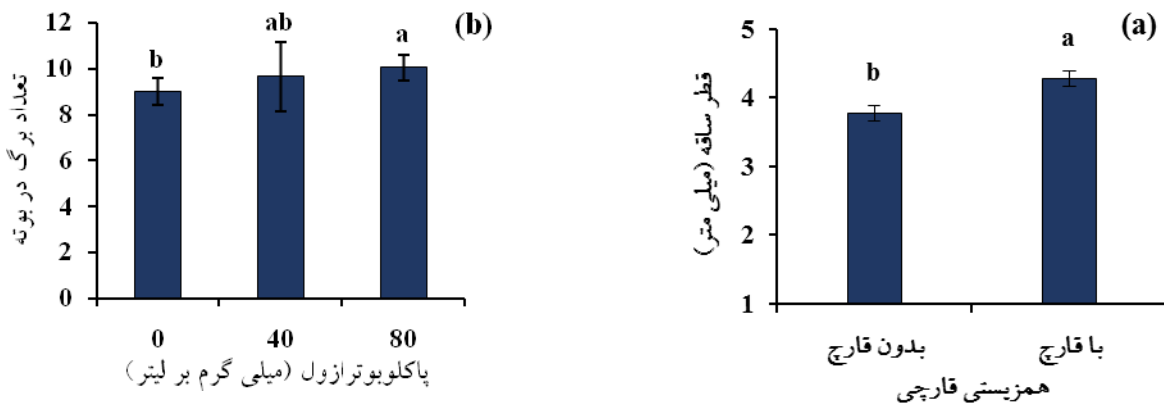 (b)
12
10
8
6
4
2
0
تعداد برگ در بوته
b
ab
a
0 40 80
پاکلوبوترازول (میلی گرم بر لیتر)
(a)
5
4
3
2
1
قطر ساقه (میلی متر)
b
a
بدون قارچ
با قارچ
همزیستی قارچی